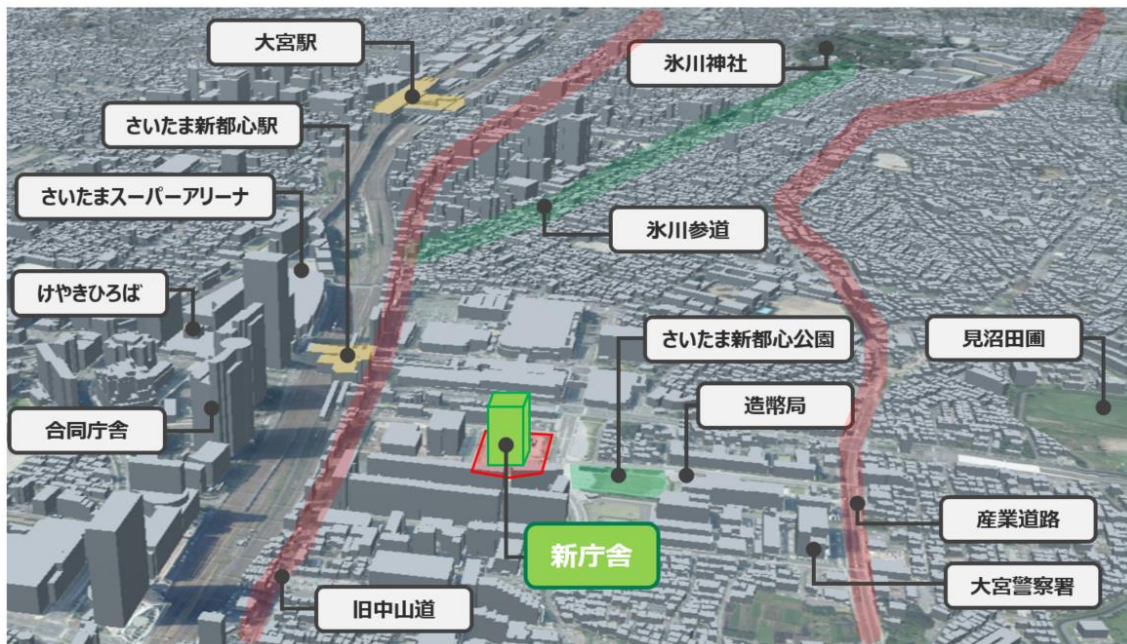 大宮駅
氷川神社
さいたま新都心駅
さいたまスーパーアリーナ
氷川参道
けやきひろば
さいたま新都心公園
見沼田圃
造幣局
合同庁舎
産業道路
新庁舎
大宮警察署
旧中山道